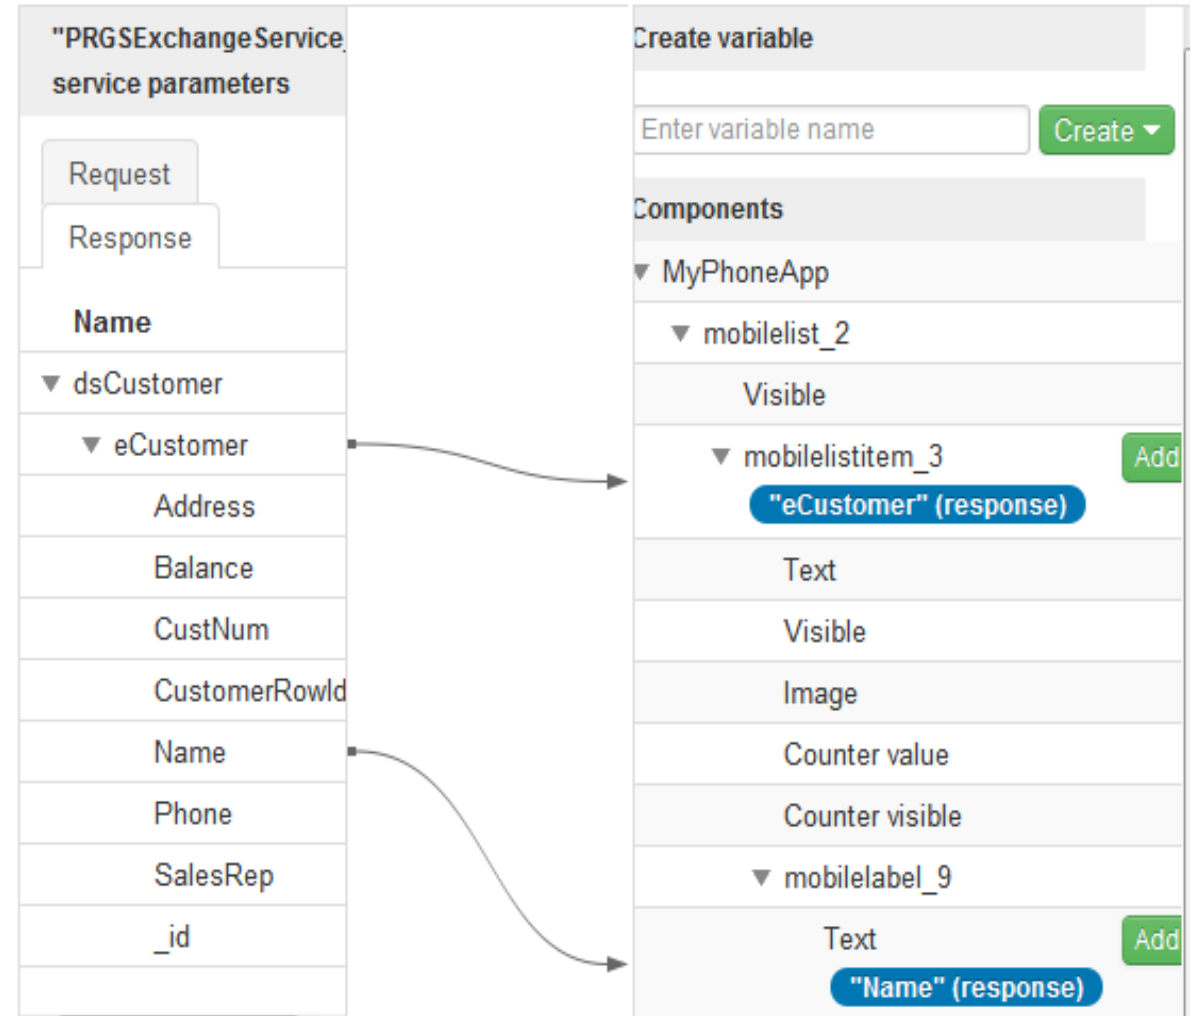 "PRGSExchangeService_
service parameters
Request
Response
Name
dsCustomer
eCustomer
Address
Balance
CustNum
CustomerRowId
Name
Phone
SalesRep
_id
Create variable
Enter variable name
Create
Components
MyPhoneApp
mobilelist_2
Visible
mobilelistitem_3
Add
"eCustomer" (response)
Text
Visible
Image
Counter value
Counter visible
mobilelabel_9
Text
Add
"Name" (response)